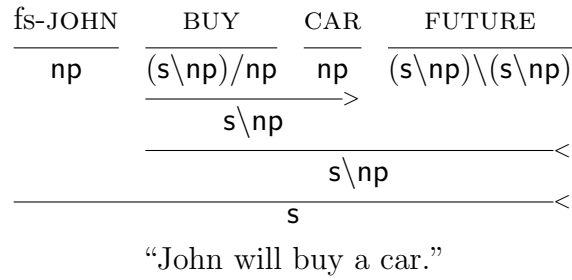 fs-JOHN BUY CAR FUTURE
np (s\np)/np np (s\np)\(s\np)
>
s\np
<
s\np
<
s
“John will buy a car.”